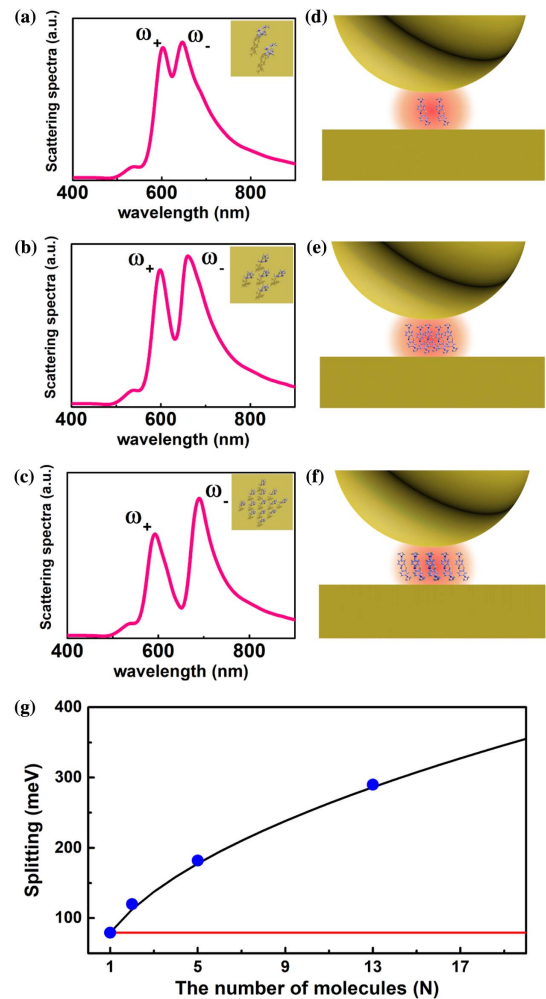 (a)
ω+ ω-
Scattering spectra (a.u.)
400 600 800
wavelength (nm)
(d)
(b)
ω+ ω-
Scattering spectra (a.u.)
400 600 800
wavelength (nm)
(e)
(c)
ω+ ω-
Scattering spectra (a.u.)
400 600 800
wavelength (nm)
(f)
(g)
400
300
200
100
Splitting (meV)
1 5 9 13 17
The number of molecules (N)